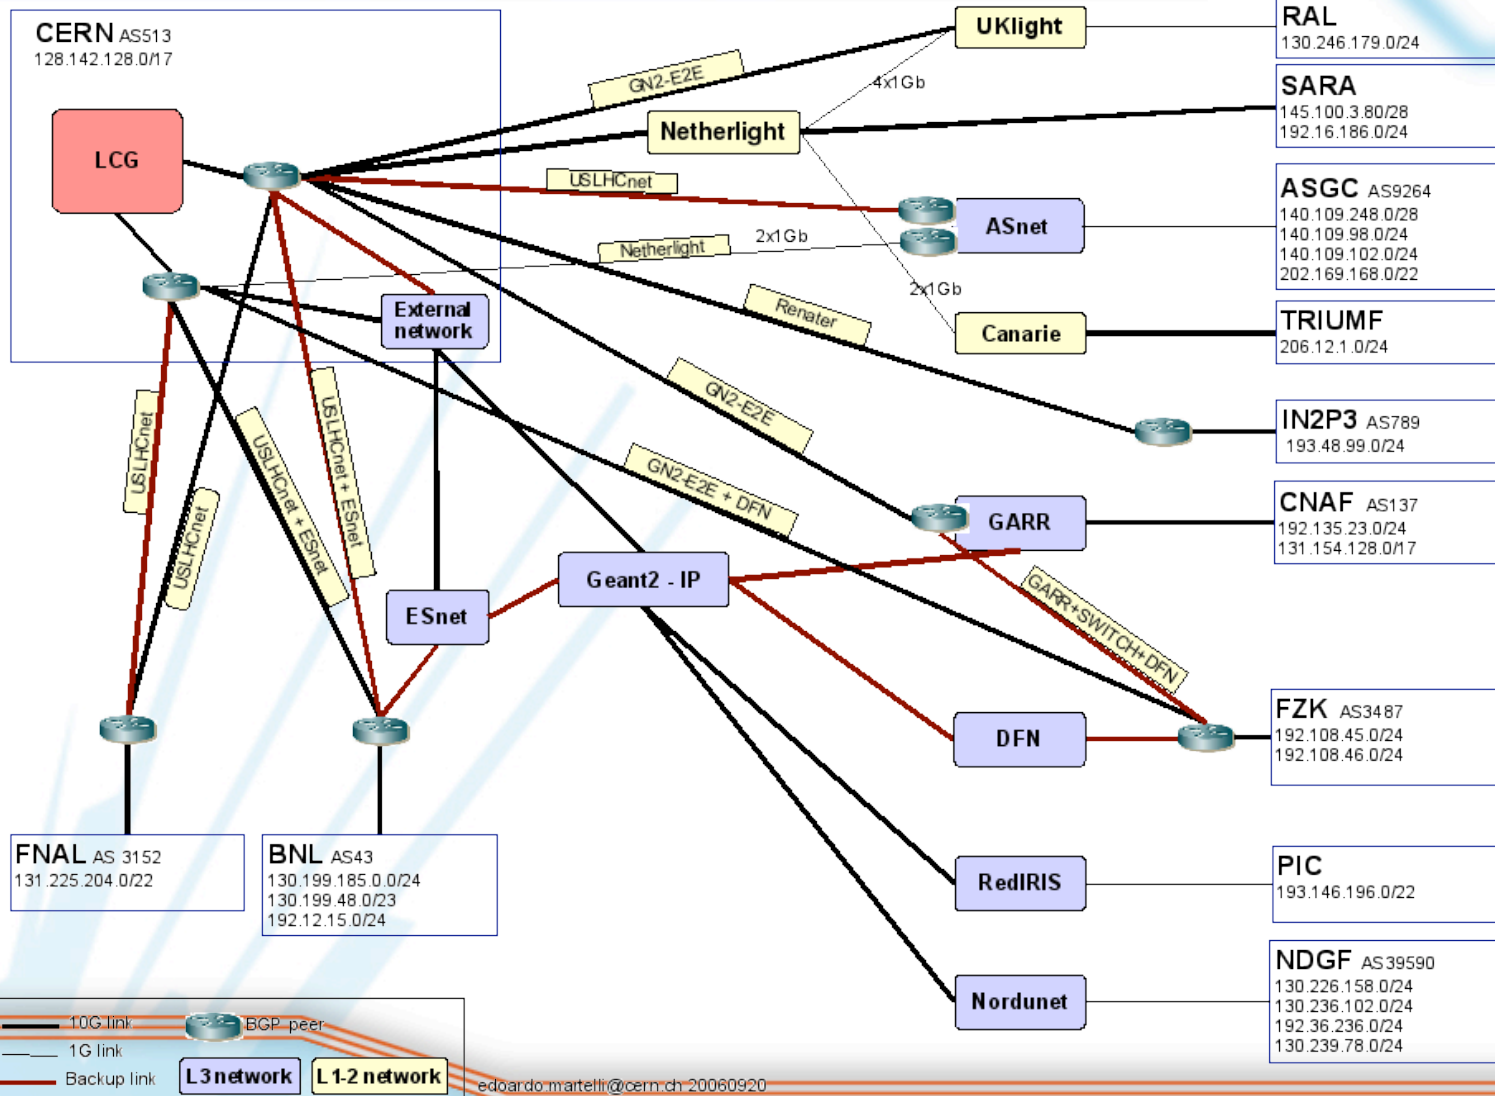 CERN AS513
128.142.128.0/17
LCG
External
network
GN2-E2E
UKlight
4x1Gb
Netherlight
USLHCnet
ASnet
Netherlight
2x1Gb
2x1Gb
Canarie
Renater
GN2-E2E
GN2-E2E + DFN
GARR
GARR+SWITCH+DFN
USLHCnet
USLHCnet
USLHCnet + ESnet
USLHCnet + ESnet
ESnet
Geant2 - IP
DFN
RedIRIS
Nordunet
RAL
130.246.179.0/24
SARA
145.100.3.80/28
192.16.186.0/24
ASGC AS9264
140.109.248.0/28
140.109.98.0/24
140.109.102.0/24
202.169.168.0/22
TRIUMF
206.12.1.0/24
IN2P3 AS789
193.48.99.0/24
CNAF AS137
192.135.23.0/24
131.154.128.0/17
FZK AS3487
192.108.45.0/24
192.108.46.0/24
PIC
193.146.196.0/22
NDGF AS39590
130.226.158.0/24
130.236.102.0/24
192.36.236.0/24
130.239.78.0/24
FNAL AS 3152
131.225.204.0/22
BNL AS43
130.199.185.0.0/24
130.199.48.0/23
192.12.15.0/24
10G link
BGP peer
1G link
Backup link
L3 network
L1-2 network
edoardo.martelli@cern.ch 20060920